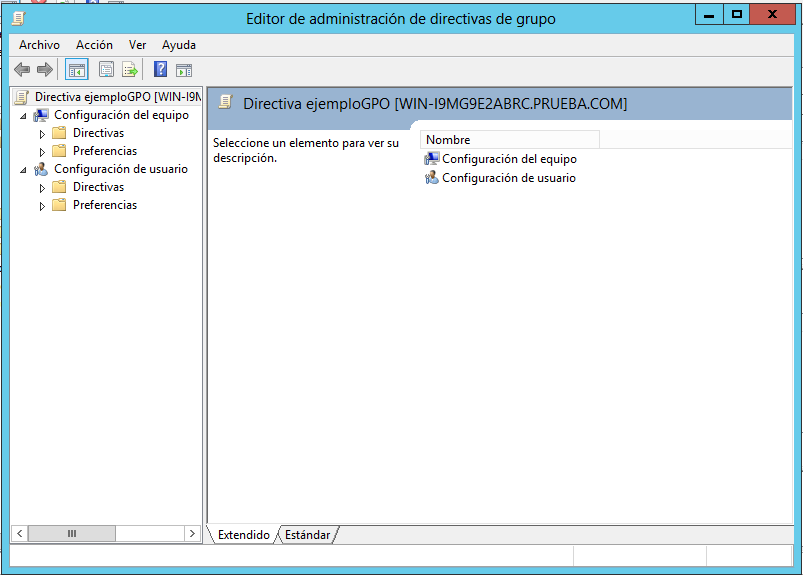 Editor de administración de directivas de grupo
Archivo Acción Ver Ayuda
Directiva ejemploGPO [WIN-I9M
Configuración del equipo
Directivas
Preferencias
Configuración de usuario
Directivas
Preferencias
Directiva ejemploGPO [WIN-I9MG9E2ABRC.PRUEBA.COM]
Seleccione un elemento para ver su
descripción.
Nombre
Configuración del equipo
Configuración de usuario
Extendido Estándar